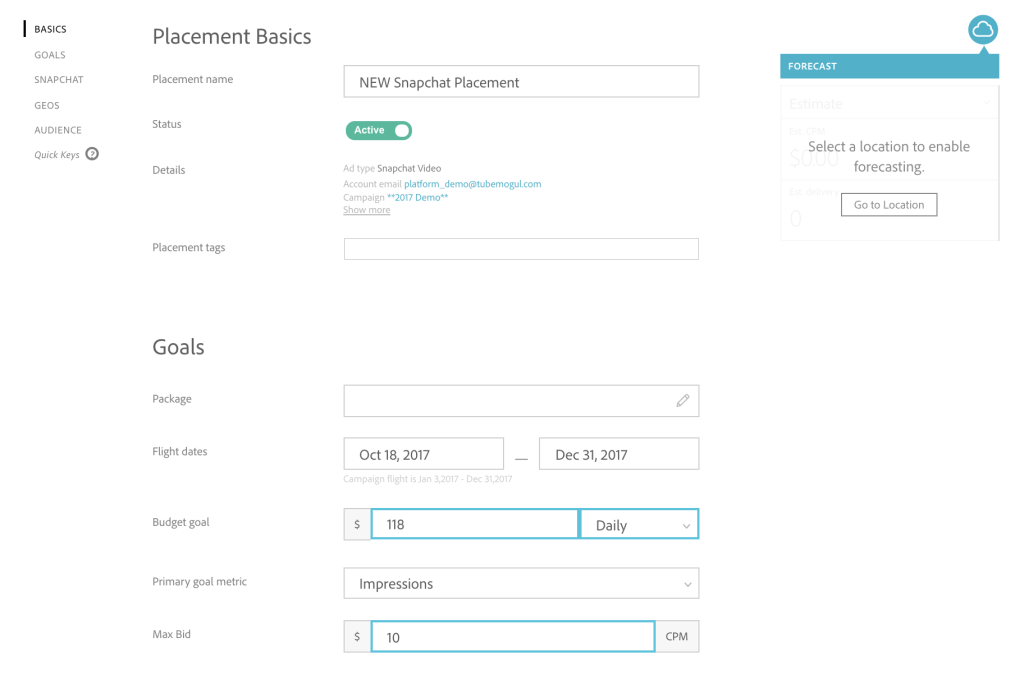 BASICS
GOALS
SNAPCHAT
GEOS
AUDIENCE
Quick Keys ?
Placement Basics
Placement name
NEW Snapchat Placement
Status
Active
Details
Ad type Snapchat Video
Account email platform_demo@tubemogul.com
Campaign **2017 Demo**
Show more
Placement tags
FORECAST
Estimate
Est. CPM
$0.00
Select a location to enable
forecasting.
Est. Delivery
Go to Location
0
Goals
Package
Flight dates
Oct 18, 2017 — Dec 31, 2017
Campaign flight is Jan 3,2017 - Dec 31,2017
Budget goal
$ 118 Daily
Primary goal metric
Impressions
Max Bid
$ 10 CPM